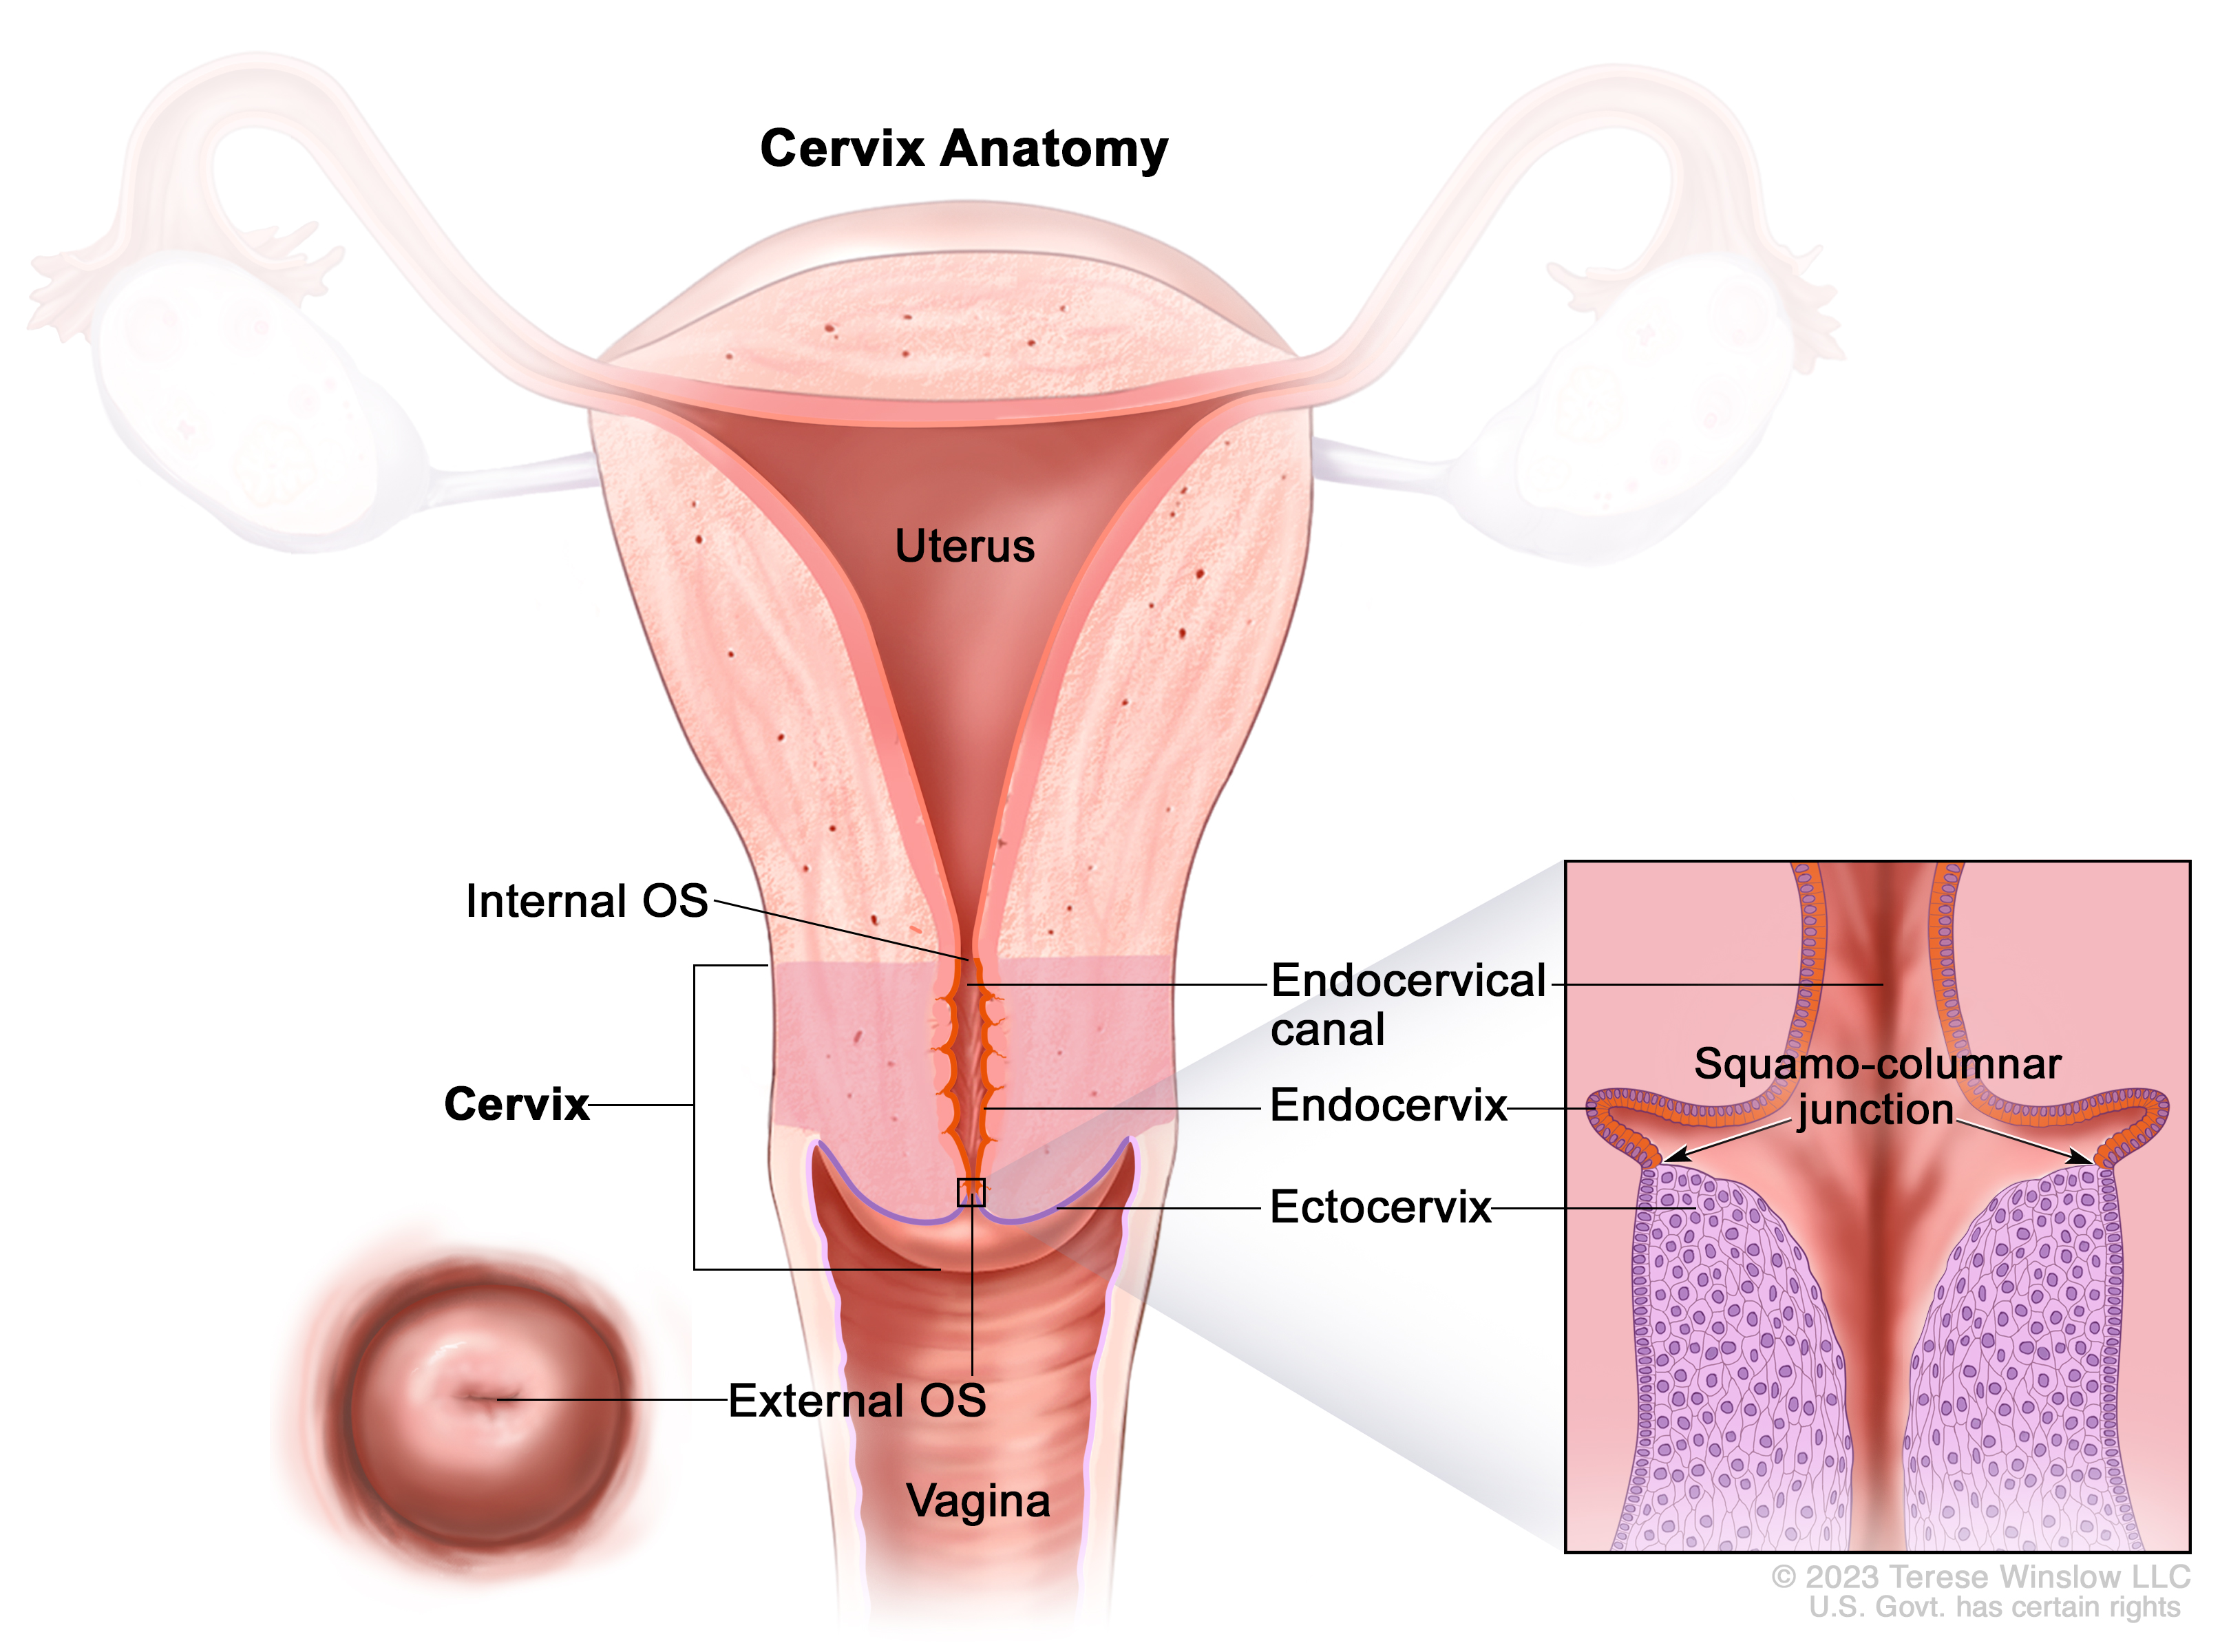 Cervix Anatomy
Uterus
Internal OS
Endocervical
canal
Squamo-columnar
junction
Cervix
Endocervix
Ectocervix
External OS
Vagina
© 2023 Terese Winslow LLC
U.S. Govt. has certain rights